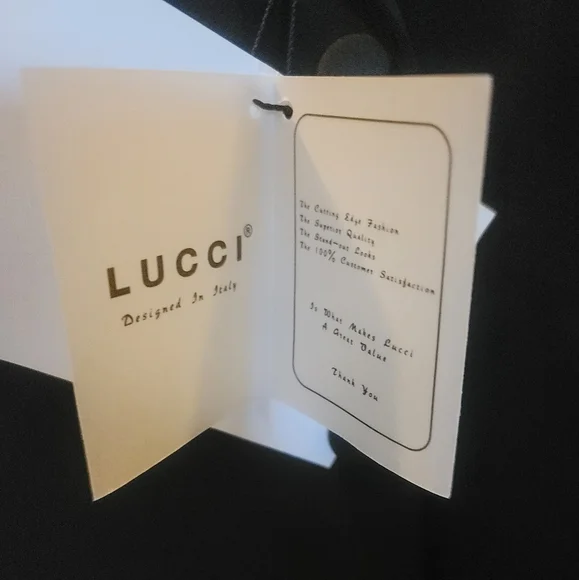 LUCCI®
Designed In Italy
The Cutting Edge Fashion
The Superior Quality
The Stand-out Looks
The 100% Customer Satisfaction
Is What Makes Lucci
A Great Value
Thank You